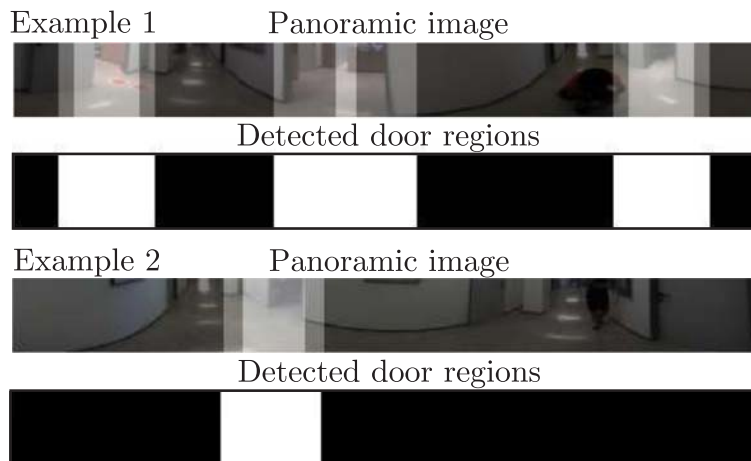 Example 1 Panoramic image
Detected door regions
Example 2 Panoramic image
Detected door regions